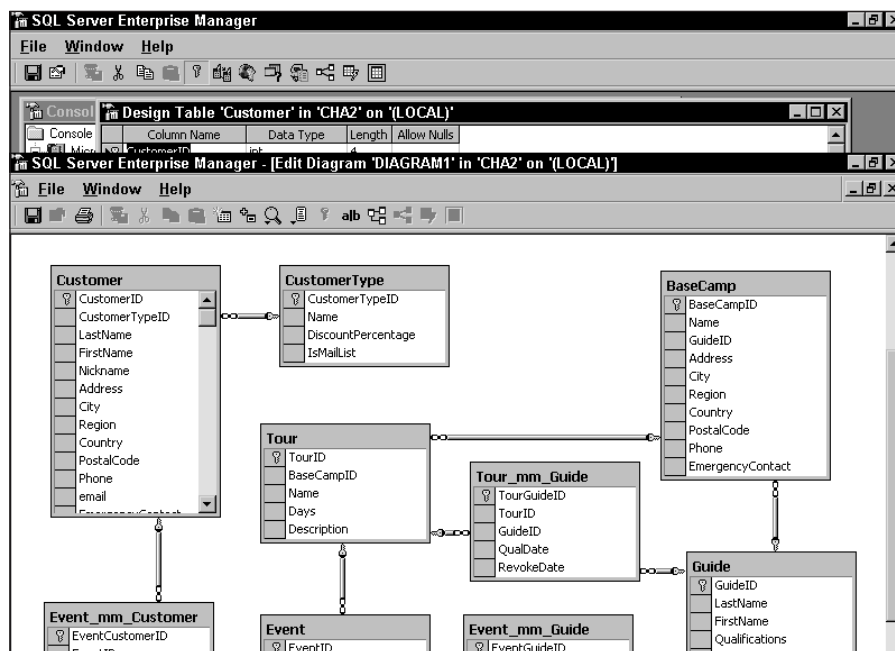 SQL Server Enterprise Manager
File Window Help
Consol
Design Table 'Customer' in 'CHA2' on '(LOCAL)'
Console
Column Name Data Type Length Allow Nulls
CustomerID int 4
SQL Server Enterprise Manager - [Edit Diagram 'DIAGRAM1' in 'CHA2' on '(LOCAL)']
File Window Help
ab
Customer
CustomerID
CustomerTypeID
LastName
FirstName
Nickname
Address
City
Region
Country
PostalCode
Phone
email
EmergencyContact
CustomerType
CustomerTypeID
Name
DiscountPercentage
IsMailList
BaseCamp
BaseCampID
Name
GuideID
Address
City
Region
Country
PostalCode
Phone
EmergencyContact
Tour
TourID
BaseCampID
Name
Days
Description
Tour_mm_Guide
TourGuideID
TourID
GuideID
QualDate
RevokeDate
Guide
GuideID
LastName
FirstName
Qualifications
Event_mm_Customer
EventCustomerID
Event
EventID
Event_mm_Guide
EventGuideID